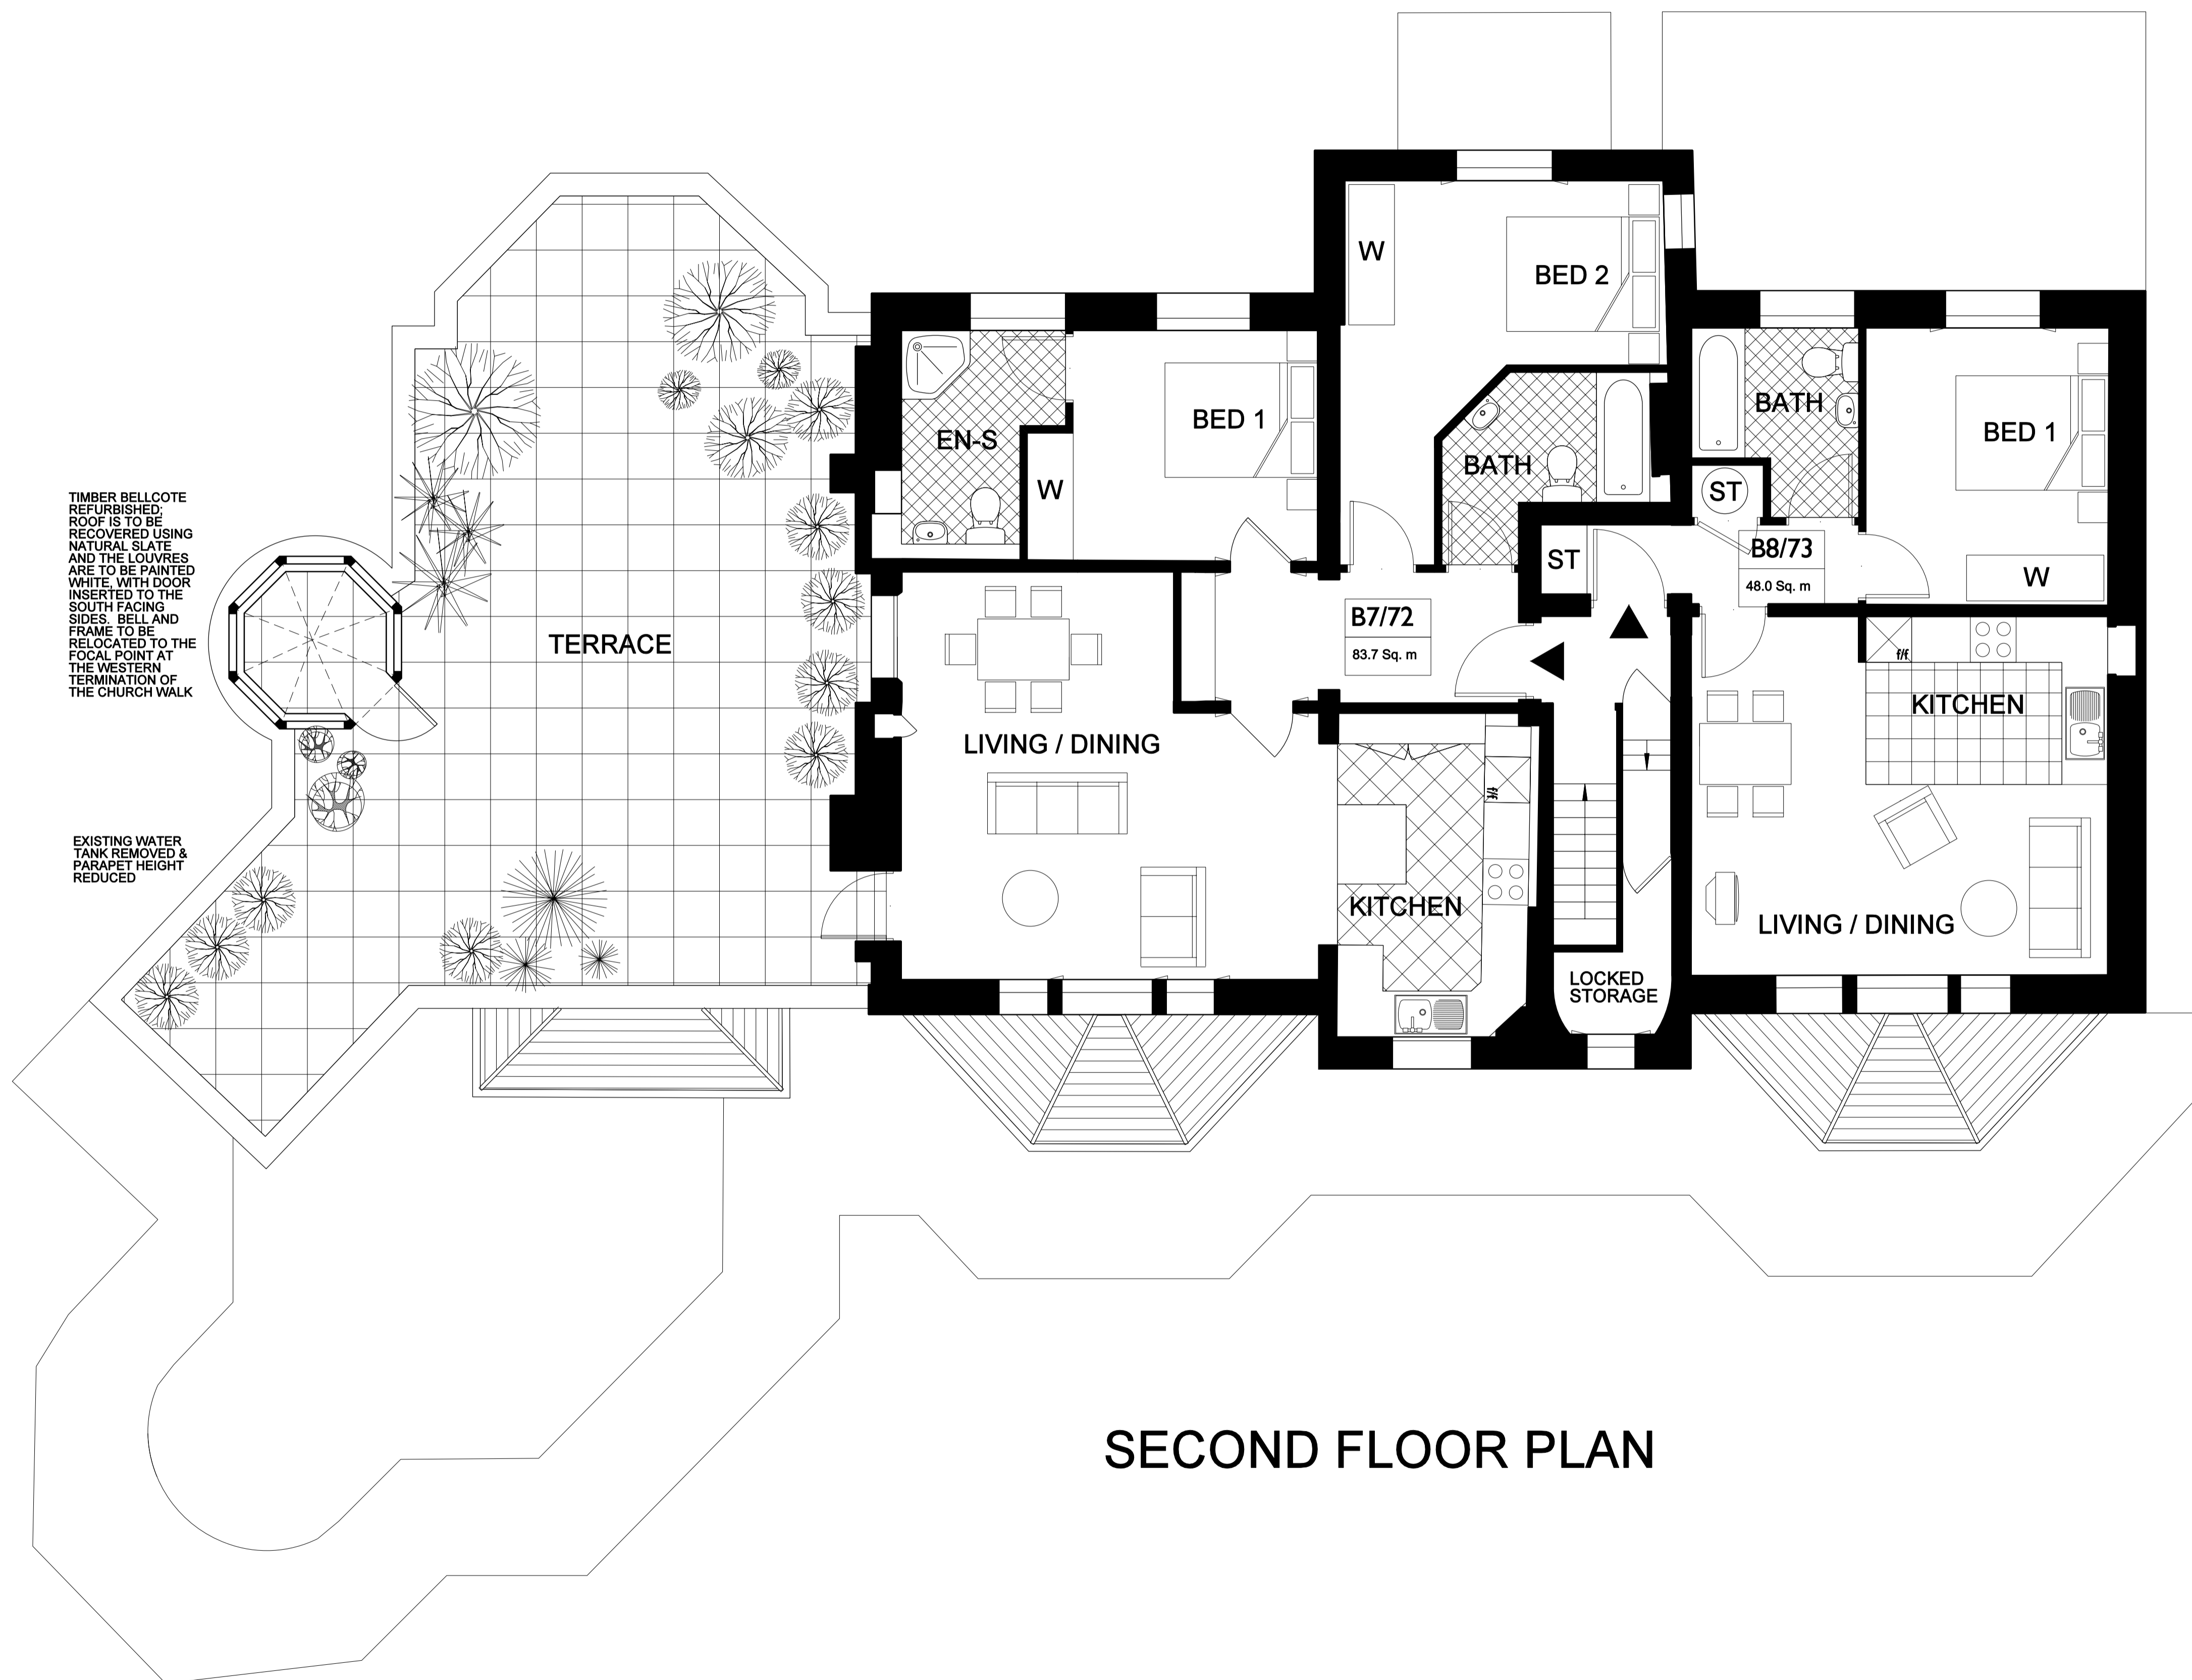 W
BED 2
BED 1
BATH
BED 1
EN-S
BATH
W
ST
TIMBER BELLCOTE
REFURBISHED;
ROOF IS TO BE
RECOVERED USING
NATURAL SLATE
AND THE LOUVRES
ARE TO BE PAINTED
WHITE, WITH DOOR
INSERTED TO THE
SOUTH FACING
SIDES. BELL AND
FRAME TO BE
RELOCATED TO THE
FOCAL POINT AT
THE WESTERN
TERMINATION OF
THE CHURCH WALK
ST
B8/73
48.0 Sq. m
W
B7/72
83.7 Sq. m
TERRACE
f/f
KITCHEN
LIVING / DINING
f/f
EXISTING WATER
TANK REMOVED &
PARAPET HEIGHT
REDUCED
KITCHEN
LIVING / DINING
LOCKED
STORAGE
SECOND FLOOR PLAN